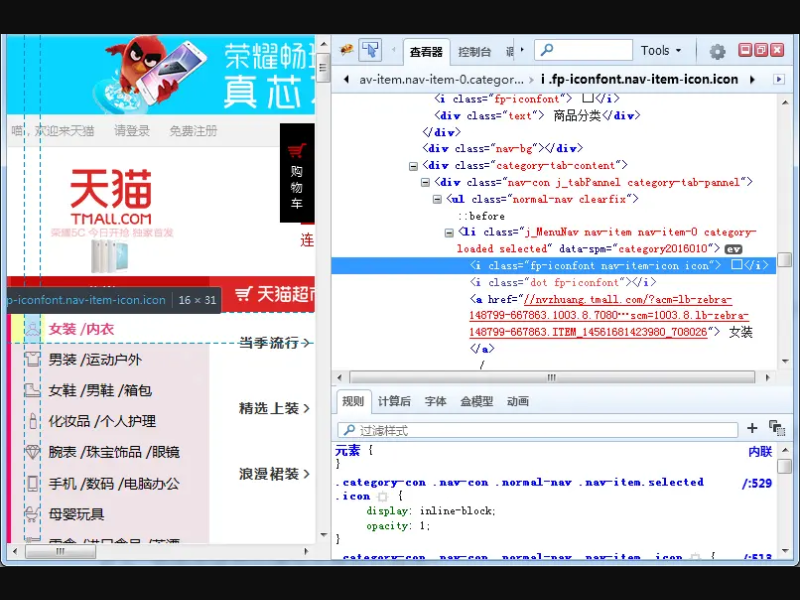 荣耀畅玩
真芯
喵，欢迎来天猫 请登录 免费注册
购物车
天猫
TMALL.COM
荣耀5C 今日开抢 独家首发
连
天猫超市
p-iconfont.nav-item-icon.icon 16 × 31
女装 /内衣
男装 /运动户外
女鞋 /男鞋 /箱包
化妆品 /个人护理
腕表 /珠宝饰品 /眼镜
手机 /数码 /电脑办公
母婴玩具
当季流行
精选上装
浪漫裙装
查看器 控制台 Tools
av-item.nav-item-0.categor... i .fp-iconfont.nav-item-icon.icon
<i class="fp-iconfont"> </i>
<div class="text"> 商品分类</div>
</div>
<div class="nav-bg"></div>
<div class="category-tab-content">
<div class="nav-con j_tabPannel category-tab-pannel">
<ul class="normal-nav clearfix">
::before
<li class="j_MenuNav nav-item nav-item-0 category-
loaded selected" data-spm="category2016010"> ev
<i class="fp-iconfont nav-item-icon icon"> </i>
<i class="dot fp-iconfont"></i>
<a href="//nvzhuang.tmall.com/?acm=lb-zebra-
148799-667863.1003.8.7080…scm=1003.8.lb-zebra-
148799-667863.ITEM_14561681423980_708026"> 女装
</a>
/
规则 计算后 字体 盒模型 动画
过滤样式 +
元素 { 内联
}
.category-con .nav-con .normal-nav .nav-item.selected /:529
.icon {
display: inline-block;
opacity: 1;
}
.category-con .nav-con .normal-nav .nav-item .icon { /:513